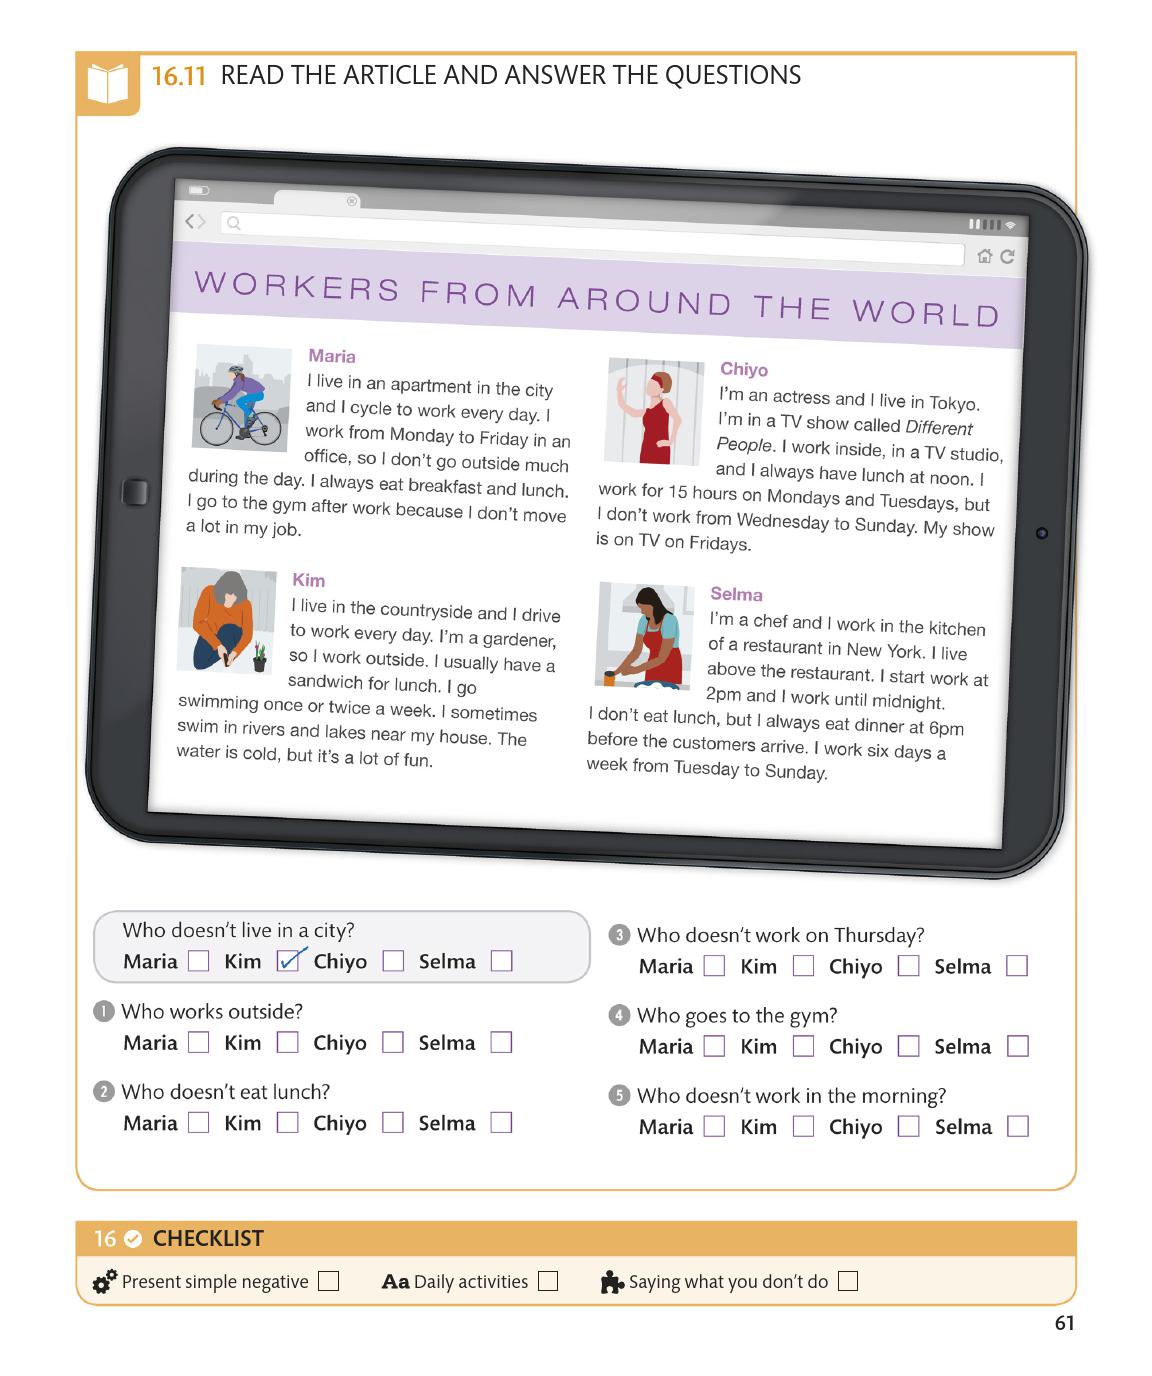 16.11 READ THE ARTICLE AND ANSWER THE QUESTIONS
WORKERS FROM AROUND THE WORLD
Maria
I live in an apartment in the city
and I cycle to work every day. I
work from Monday to Friday in an
office, so I don't go outside much
during the day. I always eat breakfast and lunch.
I go to the gym after work because I don't move
a lot in my job.
Chiyo
I'm an actress and I live in Tokyo.
I'm in a TV show called Different
People. I work inside, in a TV studio,
and I always have lunch at noon. I
work for 15 hours on Mondays and Tuesdays, but
I don't work from Wednesday to Sunday. My show
is on TV on Fridays.
Kim
I live in the countryside and I drive
to work every day. I'm a gardener,
so I work outside. I usually have a
sandwich for lunch. I go
swimming once or twice a week. I sometimes
swim in rivers and lakes near my house. The
water is cold, but it's a lot of fun.
Selma
I'm a chef and I work in the kitchen
of a restaurant in New York. I live
above the restaurant. I start work at
2pm and I work until midnight.
I don't eat lunch, but I always eat dinner at 6pm
before the customers arrive. I work six days a
week from Tuesday to Sunday.
Who doesn't live in a city?
Maria Kim Chiyo Selma
1 Who works outside?
Maria Kim Chiyo Selma
2 Who doesn't eat lunch?
Maria Kim Chiyo Selma
3 Who doesn't work on Thursday?
Maria Kim Chiyo Selma
4 Who goes to the gym?
Maria Kim Chiyo Selma
5 Who doesn't work in the morning?
Maria Kim Chiyo Selma
16 CHECKLIST
Present simple negative Aa Daily activities Saying what you don't do
61